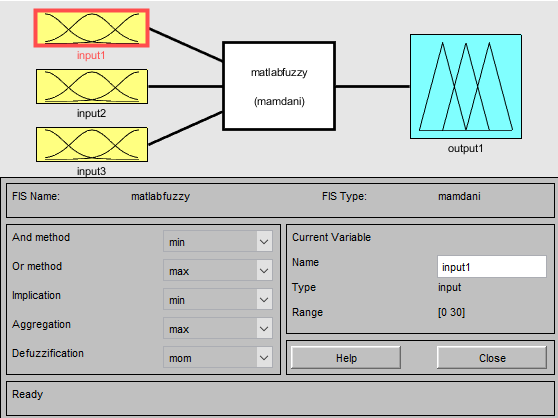 input1
matlabfuzzy
(mamdani)
input2
input3
output1
FIS Name: matlabfuzzy FIS Type: mamdani
And method min
Or method max
Implication min
Aggregation max
Defuzzification mom
Current Variable
Name input1
Type input
Range [0 30]
Help Close
Ready